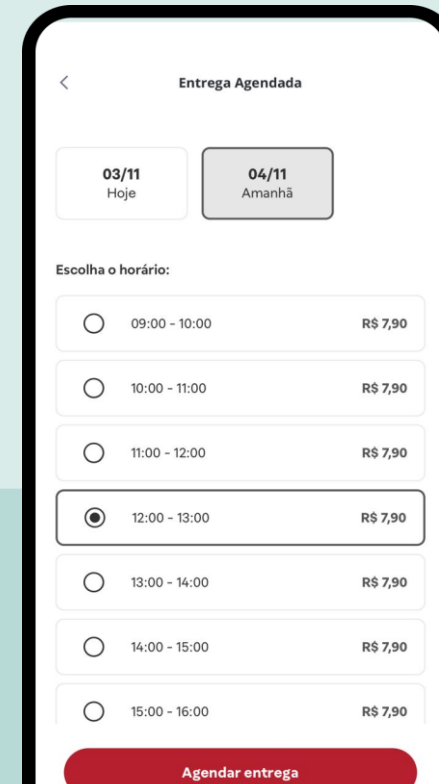 Entrega Agendada
03/11
Hoje
04/11
Amanhã
Escolha o horário:
09:00 - 10:00 R$ 7,90
10:00 - 11:00 R$ 7,90
11:00 - 12:00 R$ 7,90
12:00 - 13:00 R$ 7,90
13:00 - 14:00 R$ 7,90
14:00 - 15:00 R$ 7,90
15:00 - 16:00 R$ 7,90
Agendar entrega